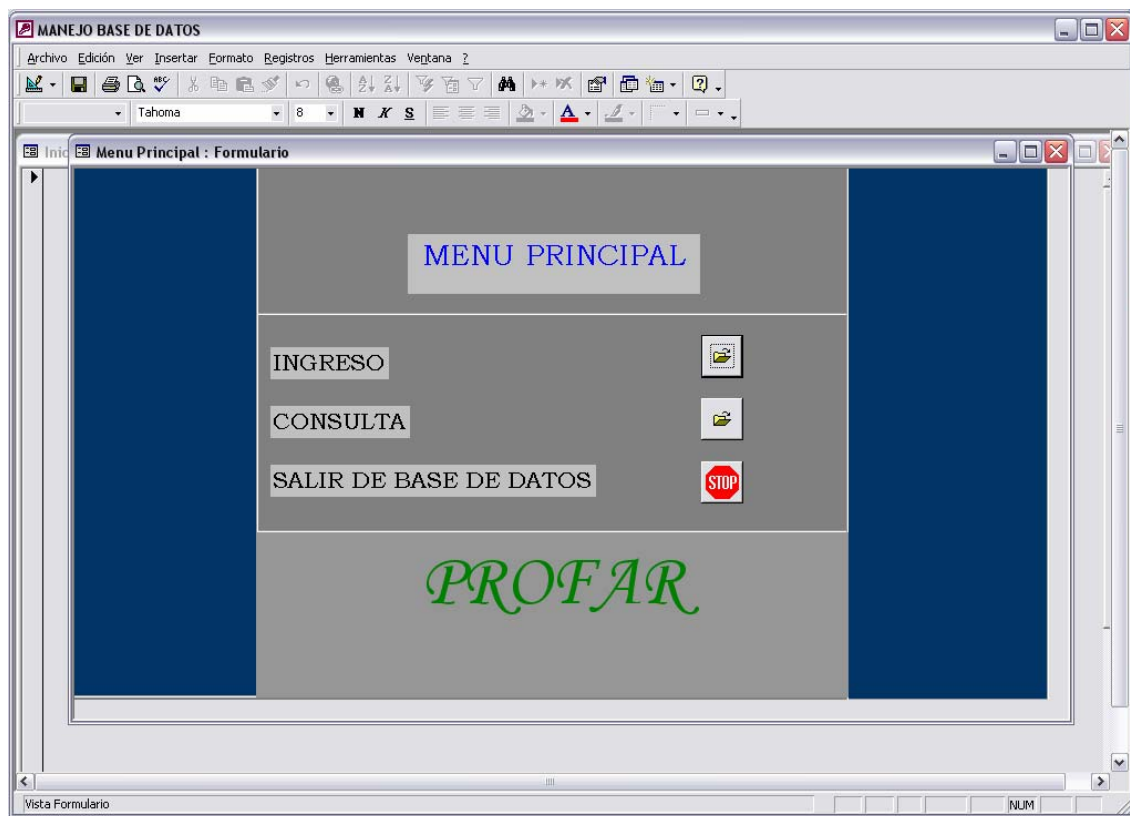 MANEJO BASE DE DATOS
Archivo Edición Ver Insertar Formato Registros Herramientas Ventana ?
Tahoma 8 N K S A
Menu Principal : Formulario
MENU PRINCIPAL
INGRESO
CONSULTA
SALIR DE BASE DE DATOS
STOP
PROFAR
Vista Formulario
NUM